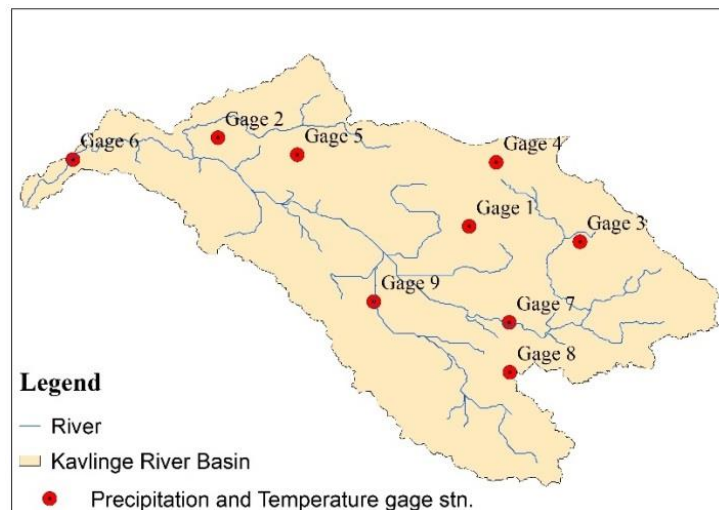 Gage 2
Gage 6
Gage 5
Gage 4
Gage 1
Gage 3
Gage 9
Gage 7
Gage 8
Legend
River
Kavlinge River Basin
Precipitation and Temperature gage stn.